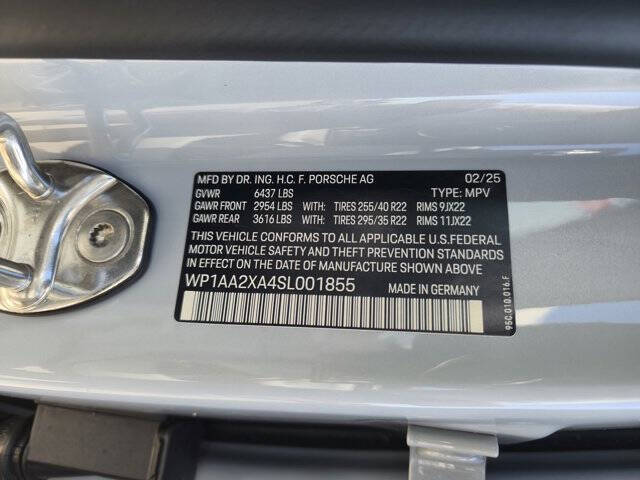 MFD BY DR. ING. H.C. F. PORSCHE AG 02/25
GVWR 6437 LBS TYPE: MPV
GAWR FRONT 2954 LBS WITH: TIRES 255/40 R22 RIMS 9JX22
GAWR REAR 3616 LBS WITH: TIRES 295/35 R22 RIMS 11JX22
THIS VEHICLE CONFORMS TO ALL APPLICABLE U.S.FEDERAL
MOTOR VEHICLE SAFETY AND THEFT PREVENTION STANDARDS
IN EFFECT ON THE DATE OF MANUFACTURE SHOWN ABOVE
WP1AA2XA4SL001855 MADE IN GERMANY
95C.010.016.F